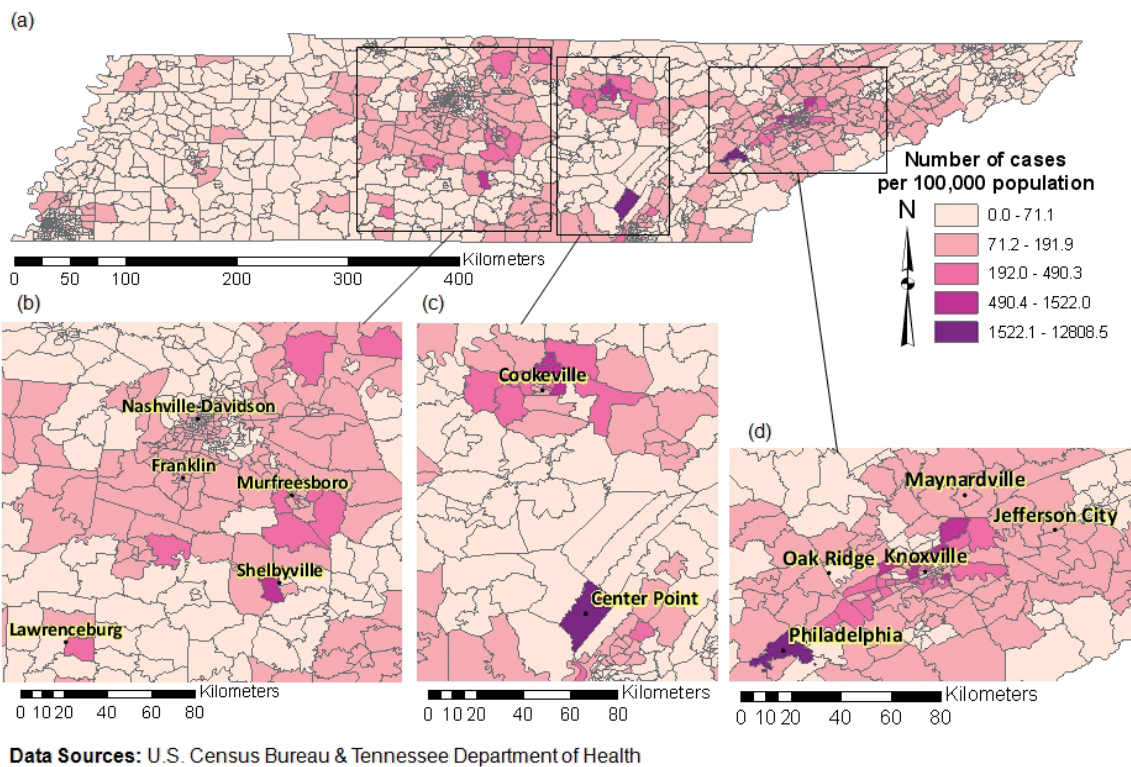 (a)
Number of cases
per 100,000 population
N
0.0 - 71.1
71.2 - 191.9
192.0 - 490.3
490.4 - 1522.0
1522.1 - 12808.5
Kilometers
0 50 100 200 300 400
(b)
Nashville-Davidson
Franklin
Murfreesboro
Shelbyville
Lawrenceburg
Kilometers
0 10 20 40 60 80
(c)
Cookeville
Center Point
Kilometers
0 10 20 40 60 80
(d)
Maynardville
Jefferson City
Oak Ridge
Knoxville
Philadelphia
Kilometers
0 10 20 40 60 80
Data Sources: U.S. Census Bureau & Tennessee Department of Health